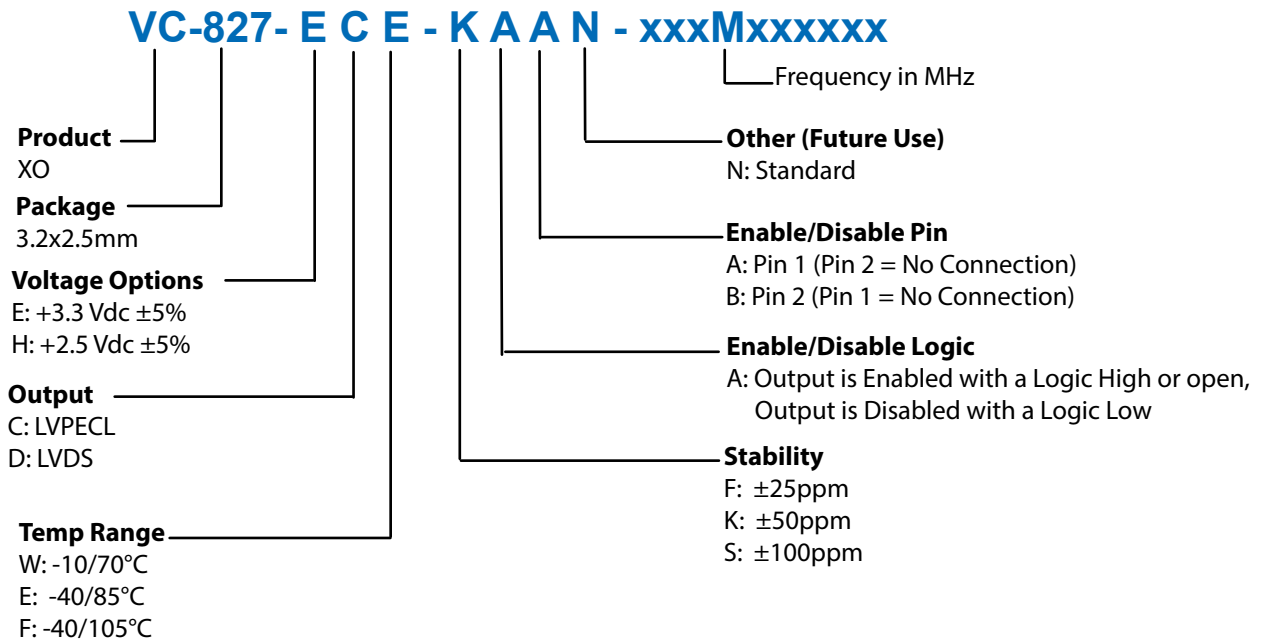 VC-827- E C E - K A A N - xxxMxxxxxx
Frequency in MHz
Product
XO
Package
3.2x2.5mm
Voltage Options
E: +3.3 Vdc ±5%
H: +2.5 Vdc ±5%
Output
C: LVPECL
D: LVDS
Temp Range
W: -10/70°C
E: -40/85°C
F: -40/105°C
Other (Future Use)
N: Standard
Enable/Disable Pin
A: Pin 1 (Pin 2 = No Connection)
B: Pin 2 (Pin 1 = No Connection)
Enable/Disable Logic
A: Output is Enabled with a Logic High or open,
Output is Disabled with a Logic Low
Stability
F: ±25ppm
K: ±50ppm
S: ±100ppm